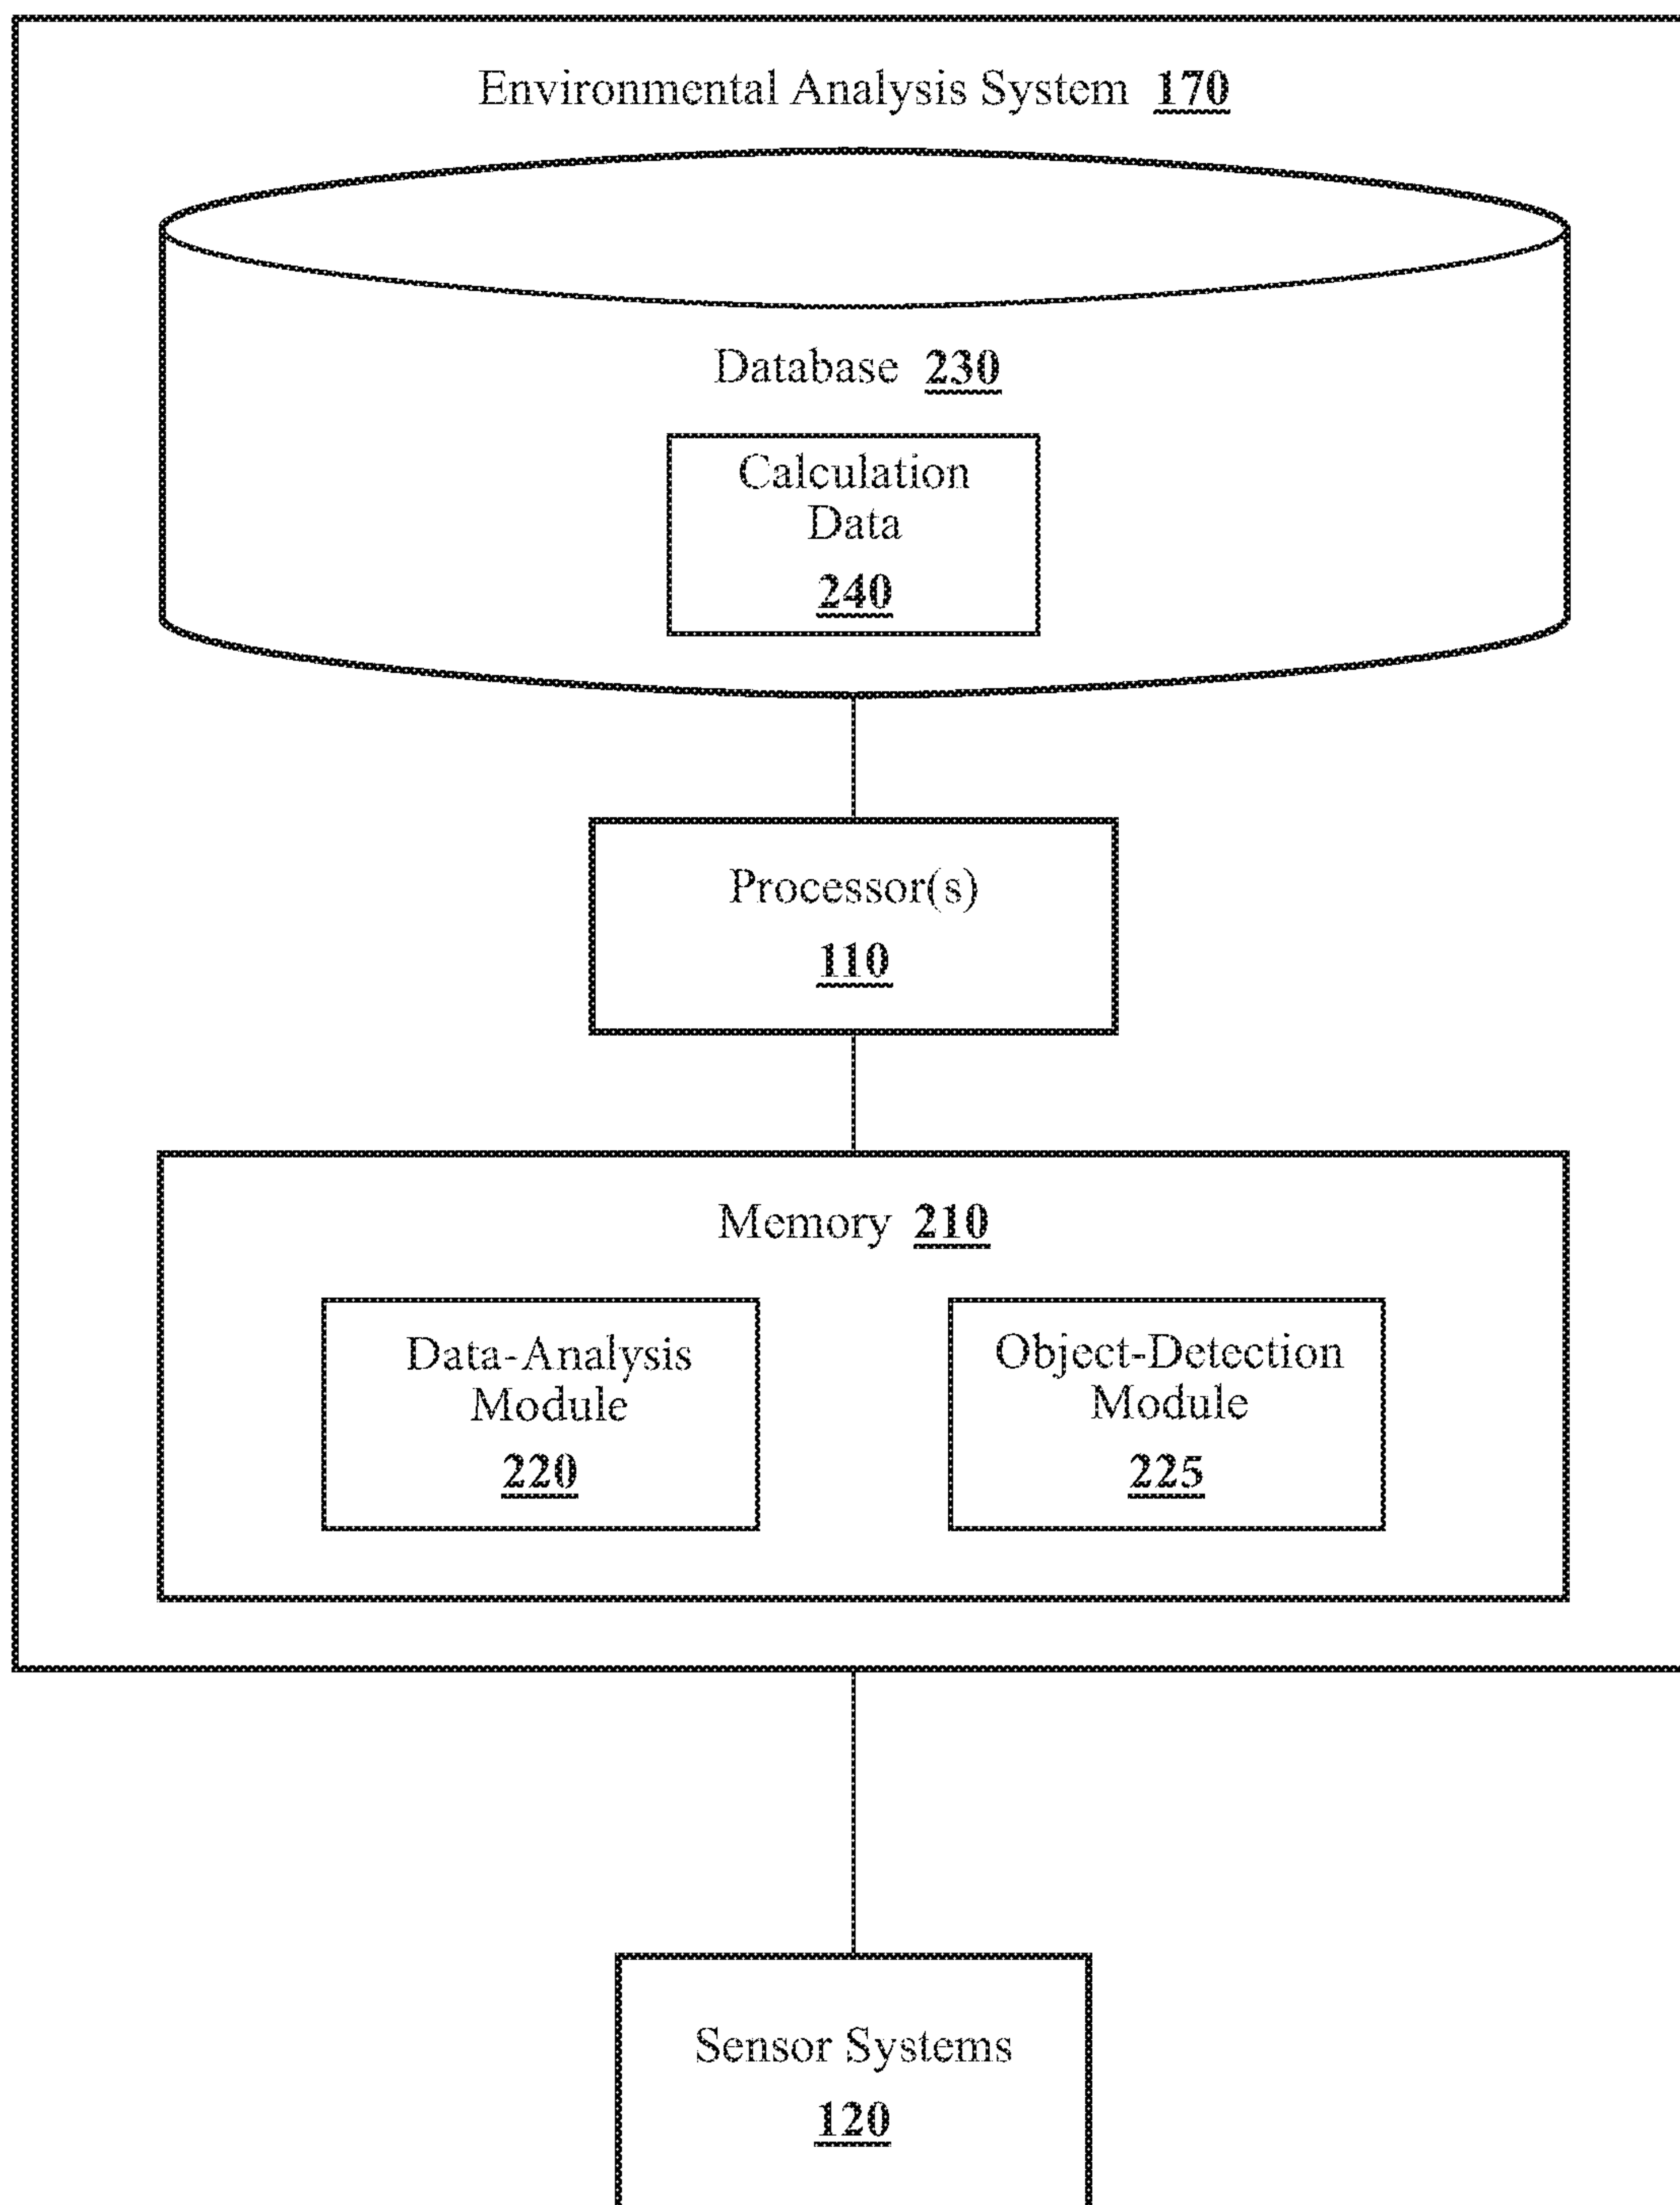 Environmental Analysis System 170
Database 230
Calculation
Data
240
Processor(s)
110
Memory 210
Data-Analysis
Module
220
Object-Detection
Module
225
Sensor Systems
120